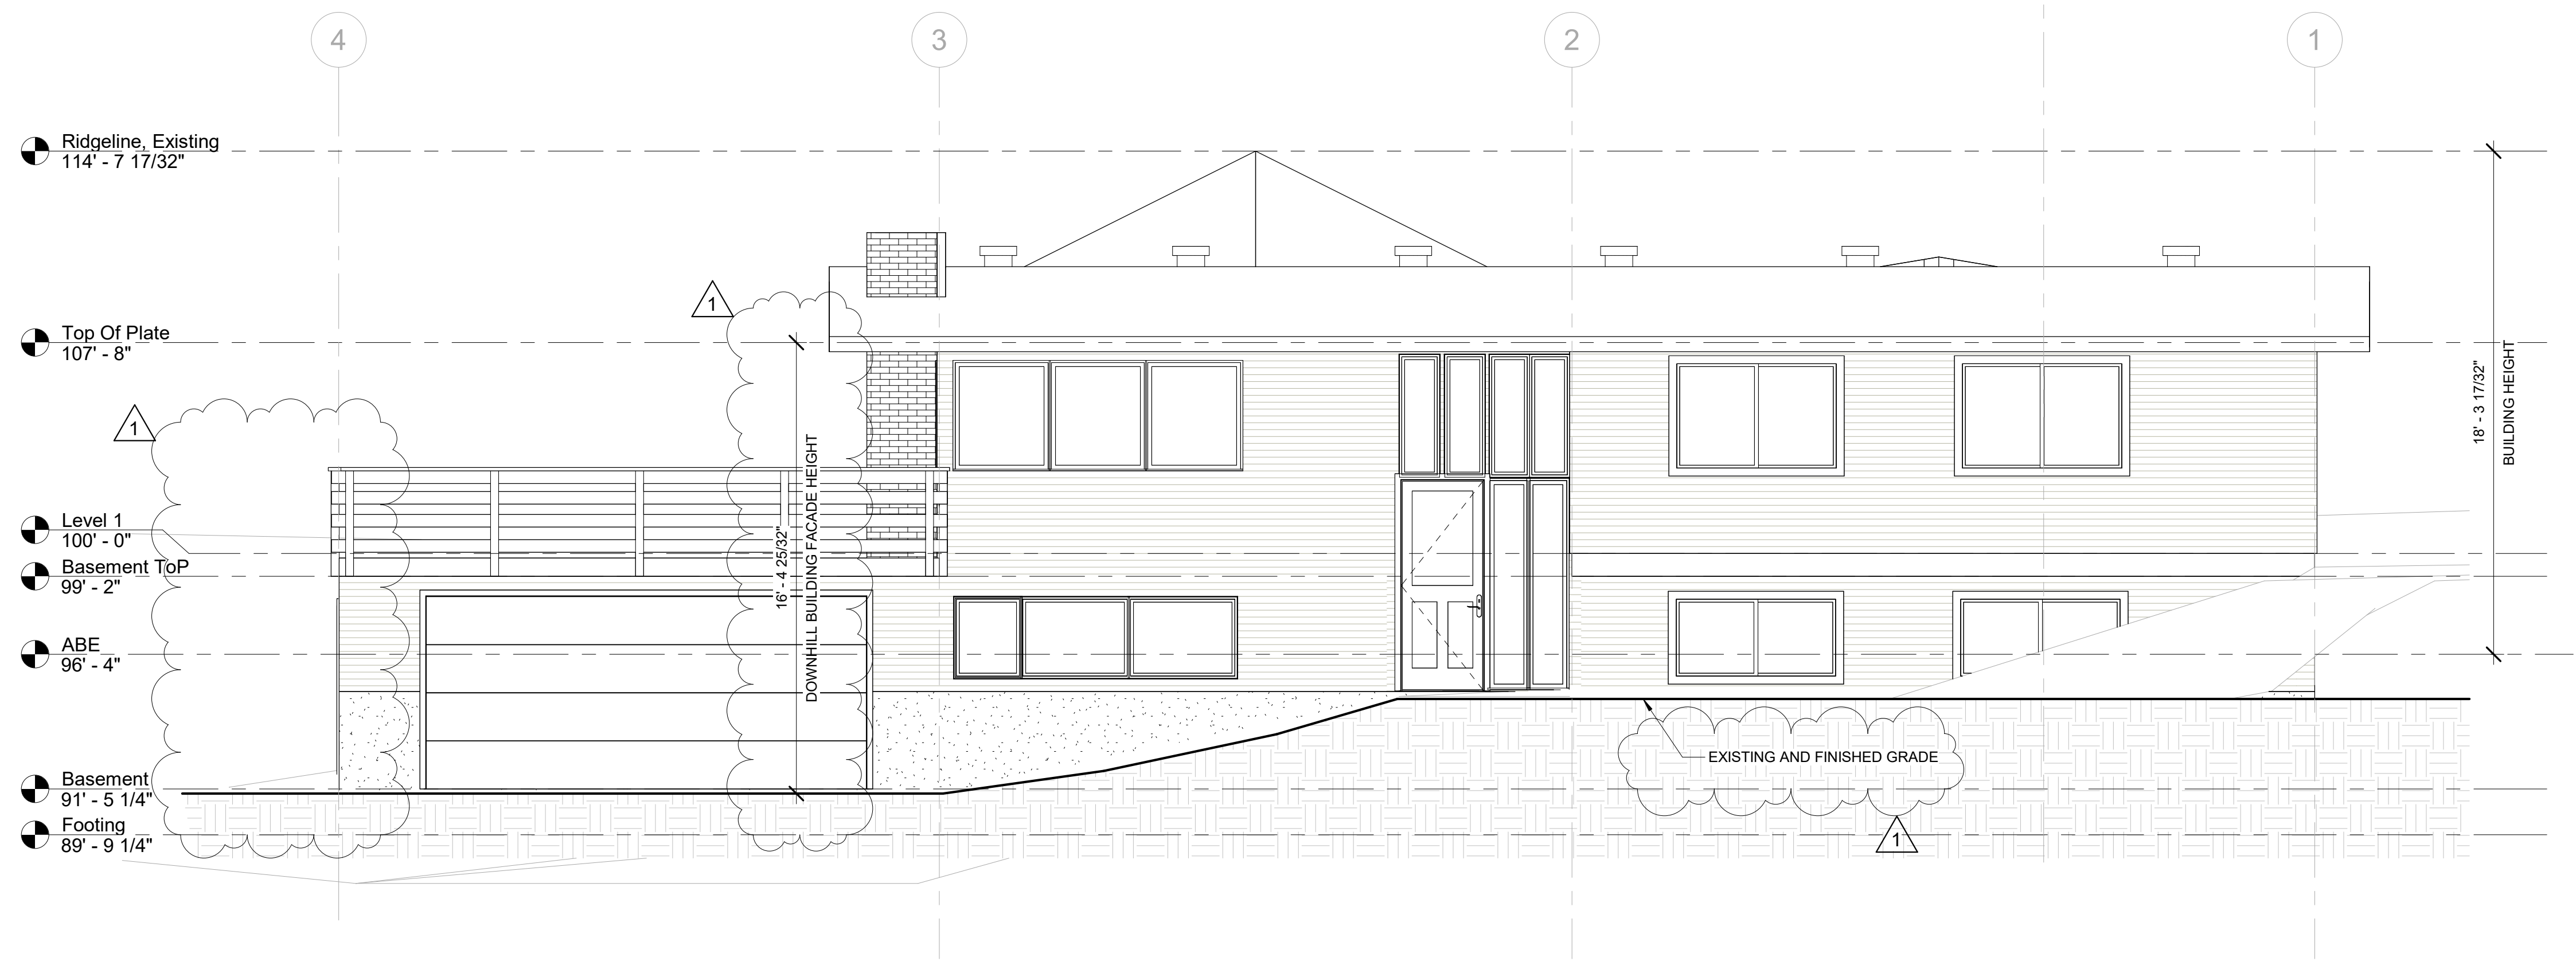 4
3
2
1
Ridgeline, Existing
114' - 7 17/32"
1
Top Of Plate
107' - 8"
18' - 3 17/32"
BUILDING HEIGHT
1
16' - 4 25/32"
DOWNHILL BUILDING FACADE HEIGHT
Level 1
100' - 0"
Basement ToP
99' - 2"
ABE
96' - 4"
EXISTING AND FINISHED GRADE
Basement
91' - 5 1/4"
Footing
89' - 9 1/4"
1